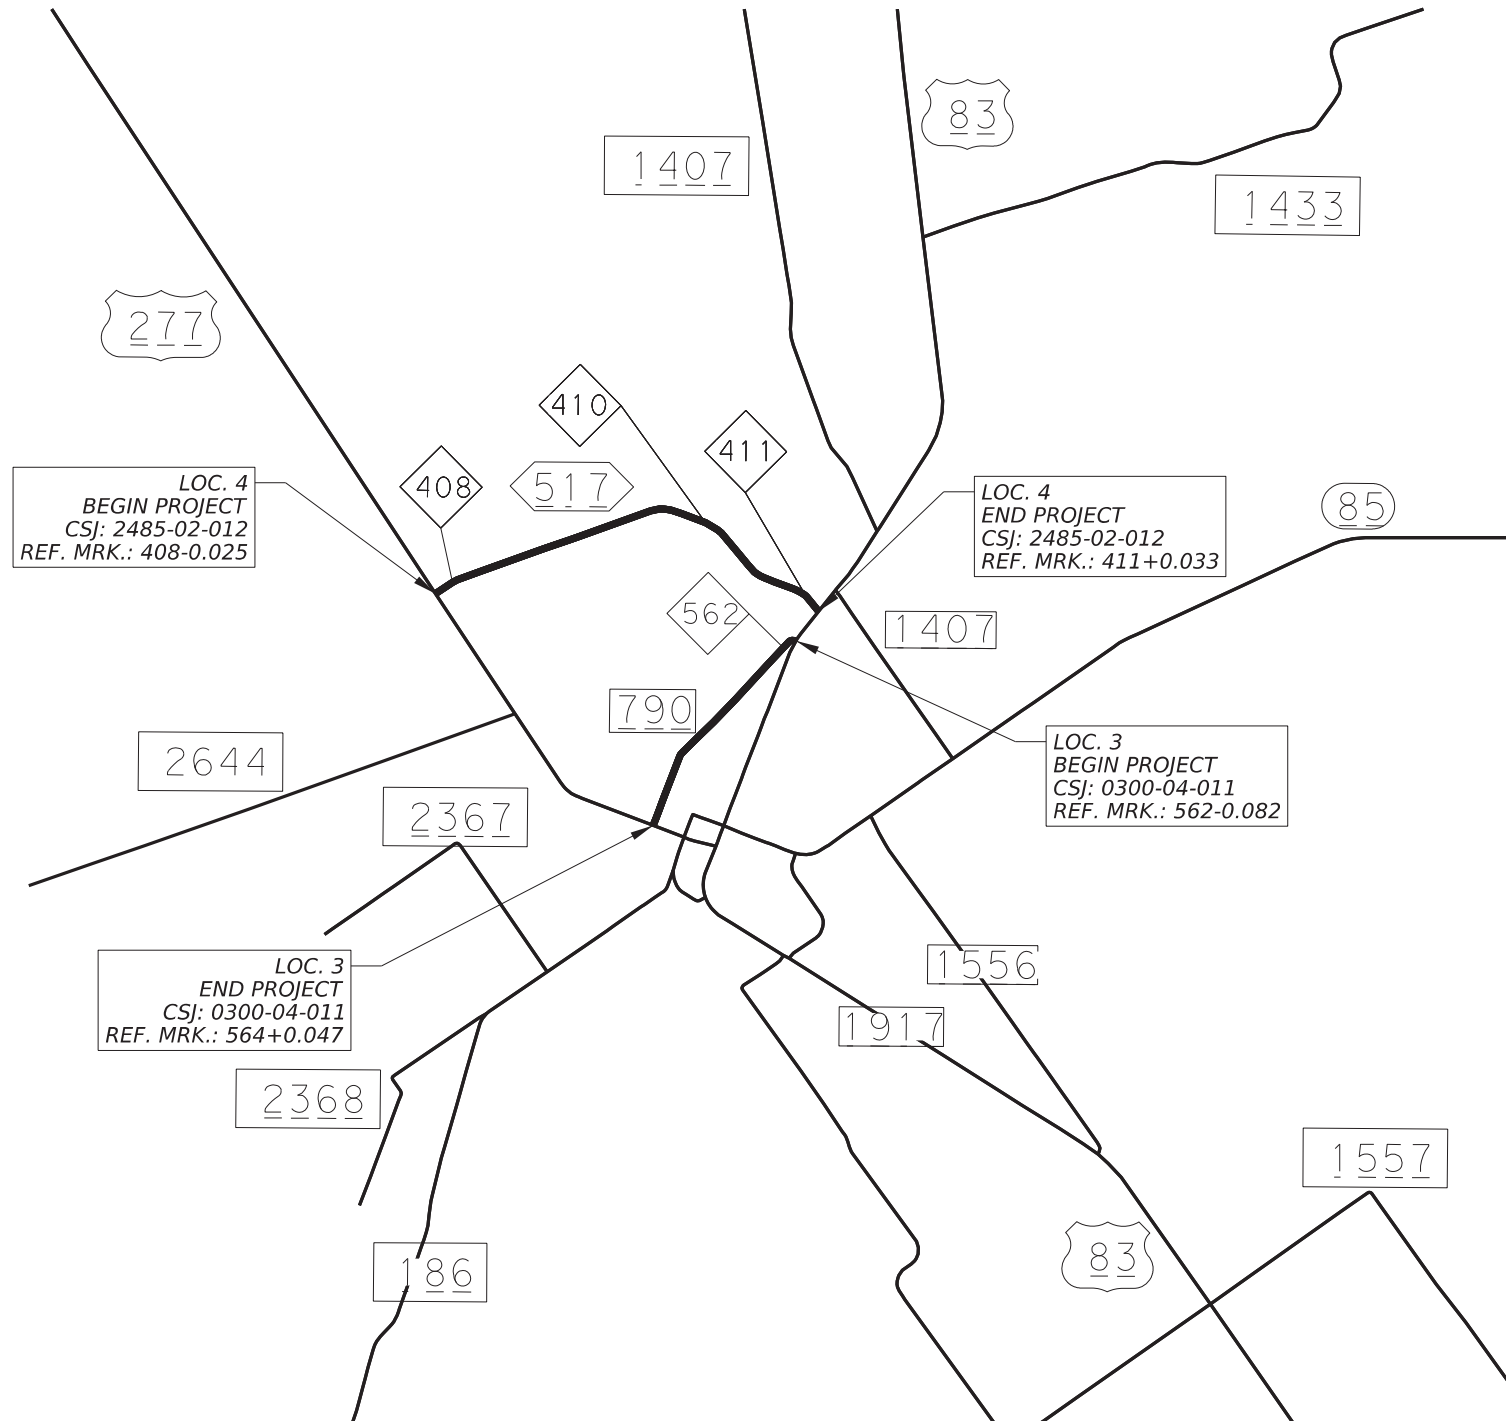 83
1407
1433
277
410
411
408
517
LOC. 4
BEGIN PROJECT
CSJ: 2485-02-012
REF. MRK.: 408-0.025
LOC. 4
END PROJECT
CSJ: 2485-02-012
REF. MRK.: 411+0.033
85
562
1407
790
2644
LOC. 3
BEGIN PROJECT
CSJ: 0300-04-011
REF. MRK.: 562-0.082
2367
LOC. 3
END PROJECT
CSJ: 0300-04-011
REF. MRK.: 564+0.047
1556
1917
2368
1557
186
83